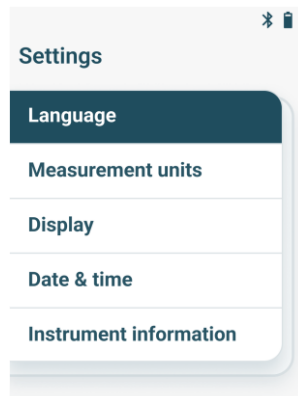 Settings
Language
Measurement units
Display
Date & time
Instrument information